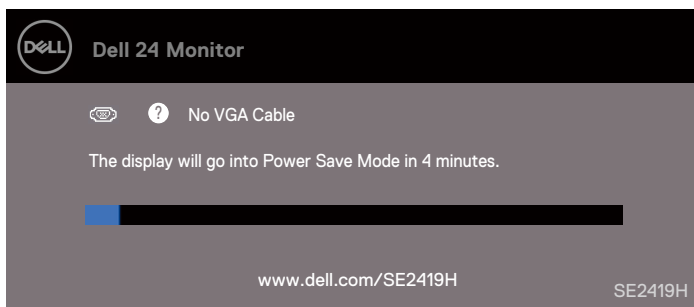 DELL
Dell 24 Monitor
? No VGA Cable
The display will go into Power Save Mode in 4 minutes.
www.dell.com/SE2419H
SE2419H